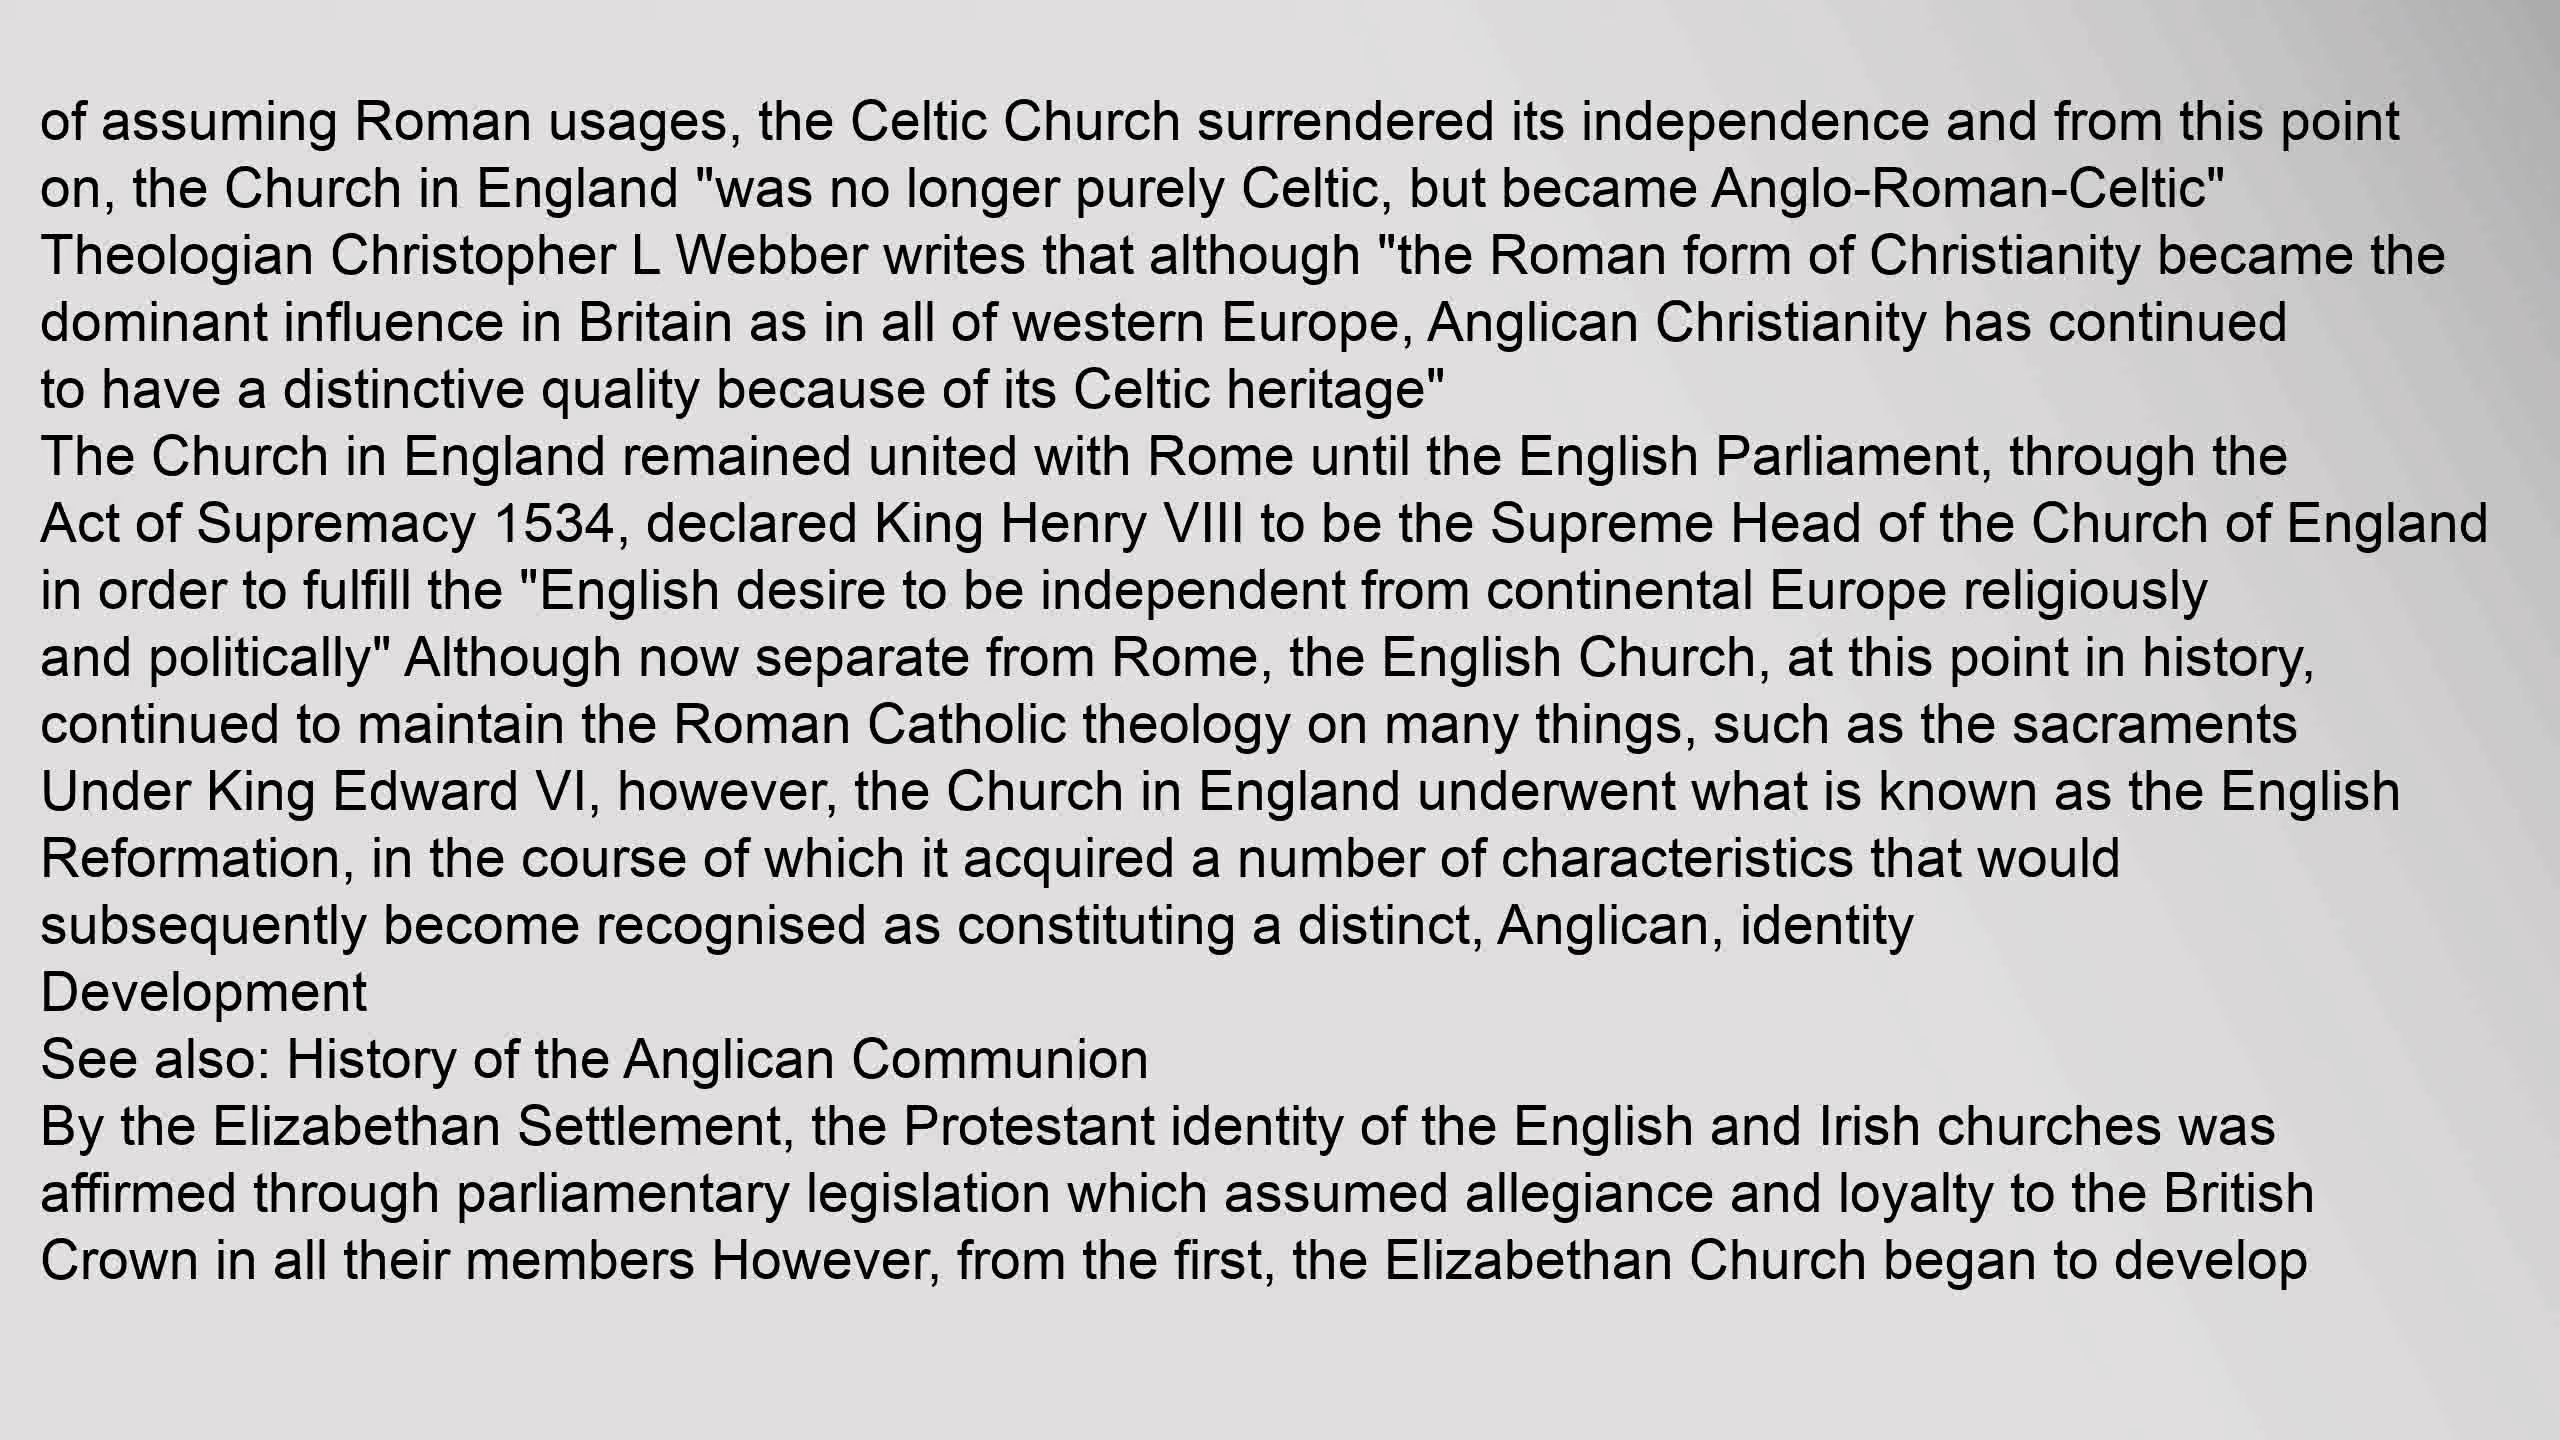 of assuming Roman usages, the Celtic Church surrendered its independence and from this point
on, the Church in England "was no longer purely Celtic, but became Anglo-Roman-Celtic"
Theologian Christopher L Webber writes that although "the Roman form of Christianity became the
dominant influence in Britain as in all of western Europe, Anglican Christianity has continued
to have a distinctive quality because of its Celtic heritage"
The Church in England remained united with Rome until the English Parliament, through the
Act of Supremacy 1534, declared King Henry VIII to be the Supreme Head of the Church of England
in order to fulfill the "English desire to be independent from continental Europe religiously
and politically" Although now separate from Rome, the English Church, at this point in history,
continued to maintain the Roman Catholic theology on many things, such as the sacraments
Under King Edward VI, however, the Church in England underwent what is known as the English
Reformation, in the course of which it acquired a number of characteristics that would
subsequently become recognised as constituting a distinct, Anglican, identity
Development
See also: History of the Anglican Communion
By the Elizabethan Settlement, the Protestant identity of the English and Irish churches was
affirmed through parliamentary legislation which assumed allegiance and loyalty to the British
Crown in all their members However, from the first, the Elizabethan Church began to develop